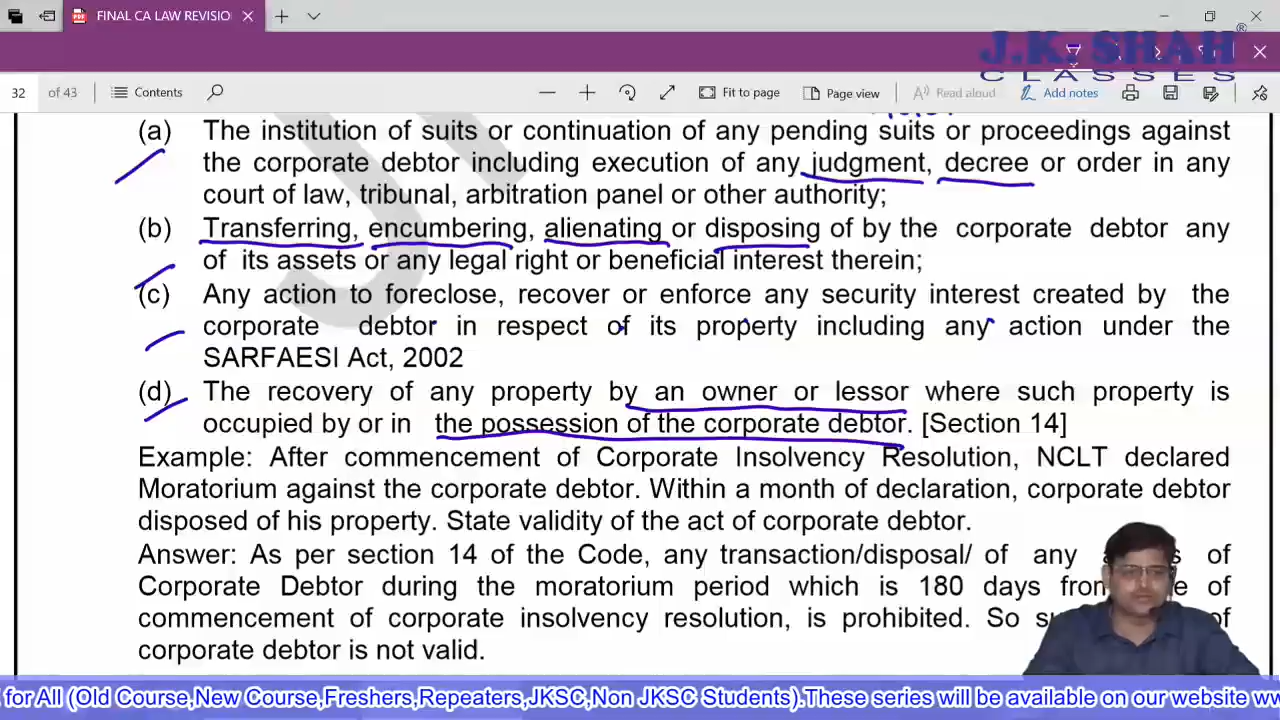 FINAL CA LAW REVISIO
J.K. SHAH®
CLASSES
32 of 43 Contents Fit to page Page view Read aloud Add notes
(a) The institution of suits or continuation of any pending suits or proceedings against
the corporate debtor including execution of any judgment, decree or order in any
court of law, tribunal, arbitration panel or other authority;
(b) Transferring, encumbering, alienating or disposing of by the corporate debtor any
of its assets or any legal right or beneficial interest therein;
(c) Any action to foreclose, recover or enforce any security interest created by the
corporate debtor in respect of its property including any action under the
SARFAESI Act, 2002
(d) The recovery of any property by an owner or lessor where such property is
occupied by or in the possession of the corporate debtor. [Section 14]
Example: After commencement of Corporate Insolvency Resolution, NCLT declared
Moratorium against the corporate debtor. Within a month of declaration, corporate debtor
disposed of his property. State validity of the act of corporate debtor.
Answer: As per section 14 of the Code, any transaction/disposal/ of any of
Corporate Debtor during the moratorium period which is 180 days from of
commencement of corporate insolvency resolution, is prohibited. So of
corporate debtor is not valid.
for All (Old Course,New Course,Freshers,Repeaters,JKSC,Non JKSC Students).These series will be available on our website ww